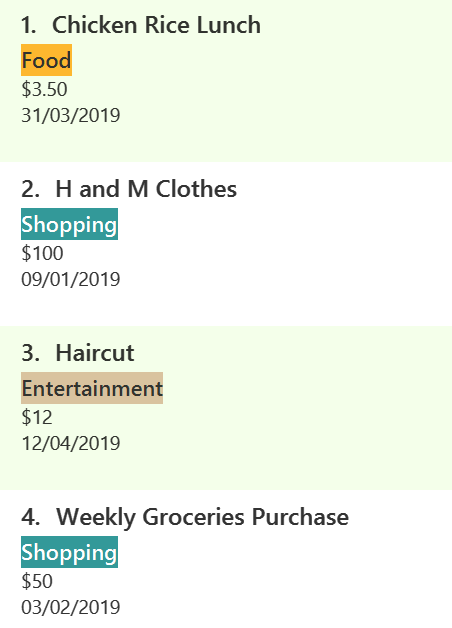 1. Chicken Rice Lunch
Food
$3.50
31/03/2019
2. H and M Clothes
Shopping
$100
09/01/2019
3. Haircut
Entertainment
$12
12/04/2019
4. Weekly Groceries Purchase
Shopping
$50
03/02/2019